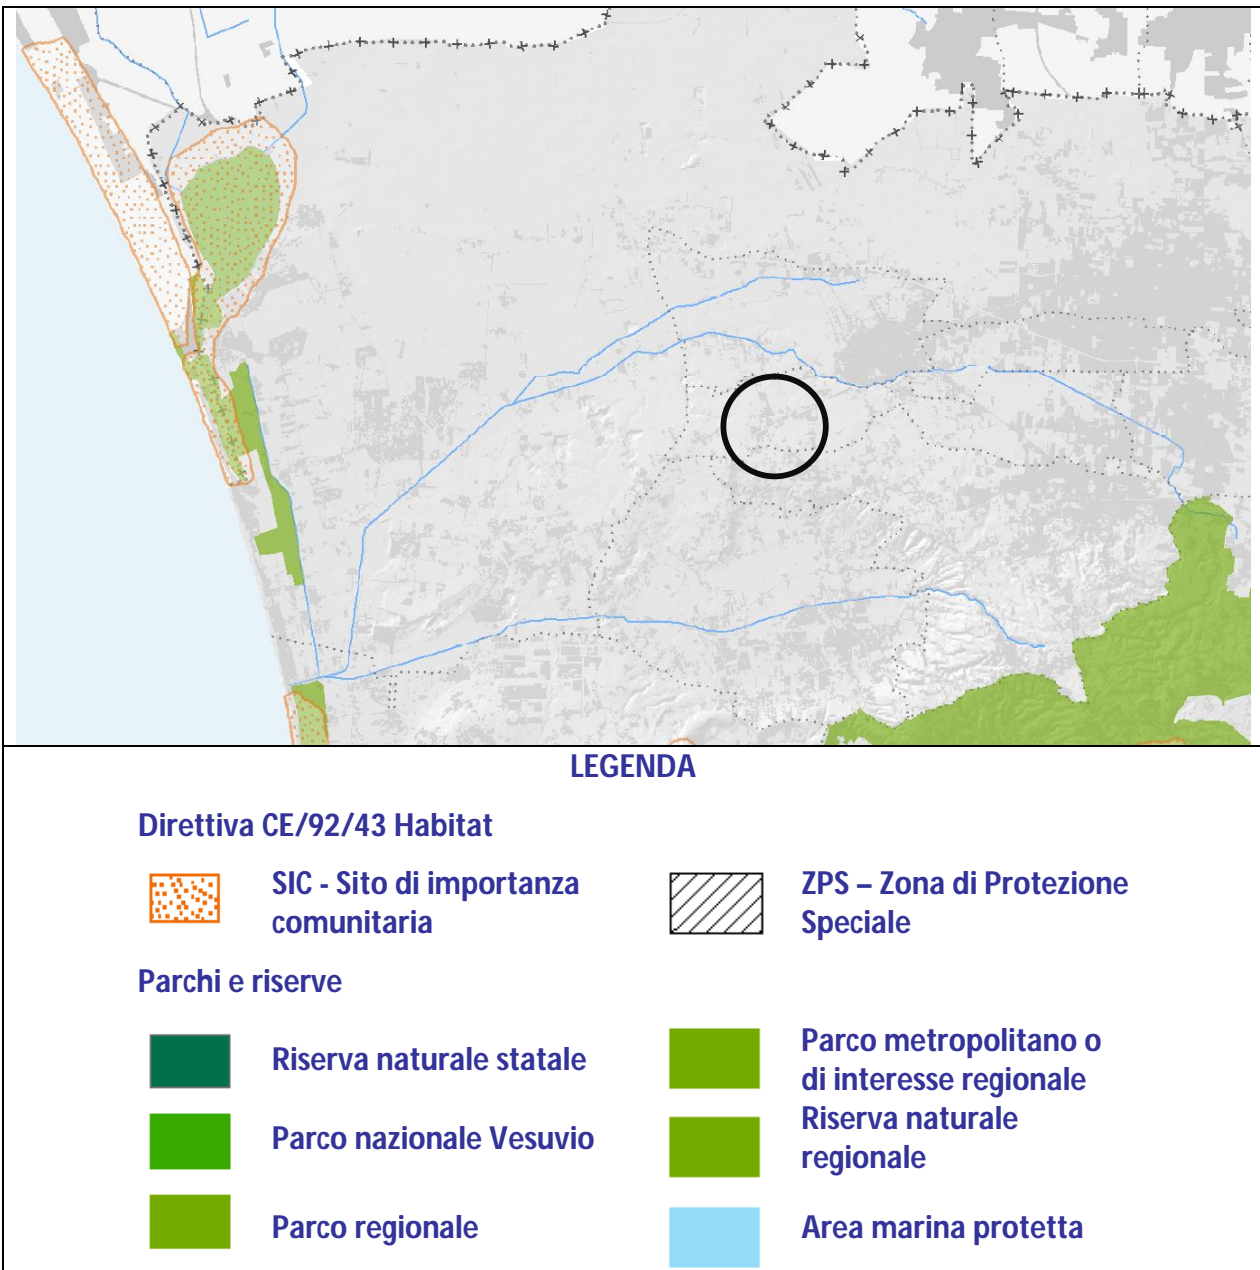 LEGENDA
Direttiva CE/92/43 Habitat
SIC - Sito di importanza
comunitaria
ZPS – Zona di Protezione
Speciale
Parchi e riserve
Riserva naturale statale
Parco metropolitano o
di interesse regionale
Parco nazionale Vesuvio
Riserva naturale
regionale
Parco regionale
Area marina protetta